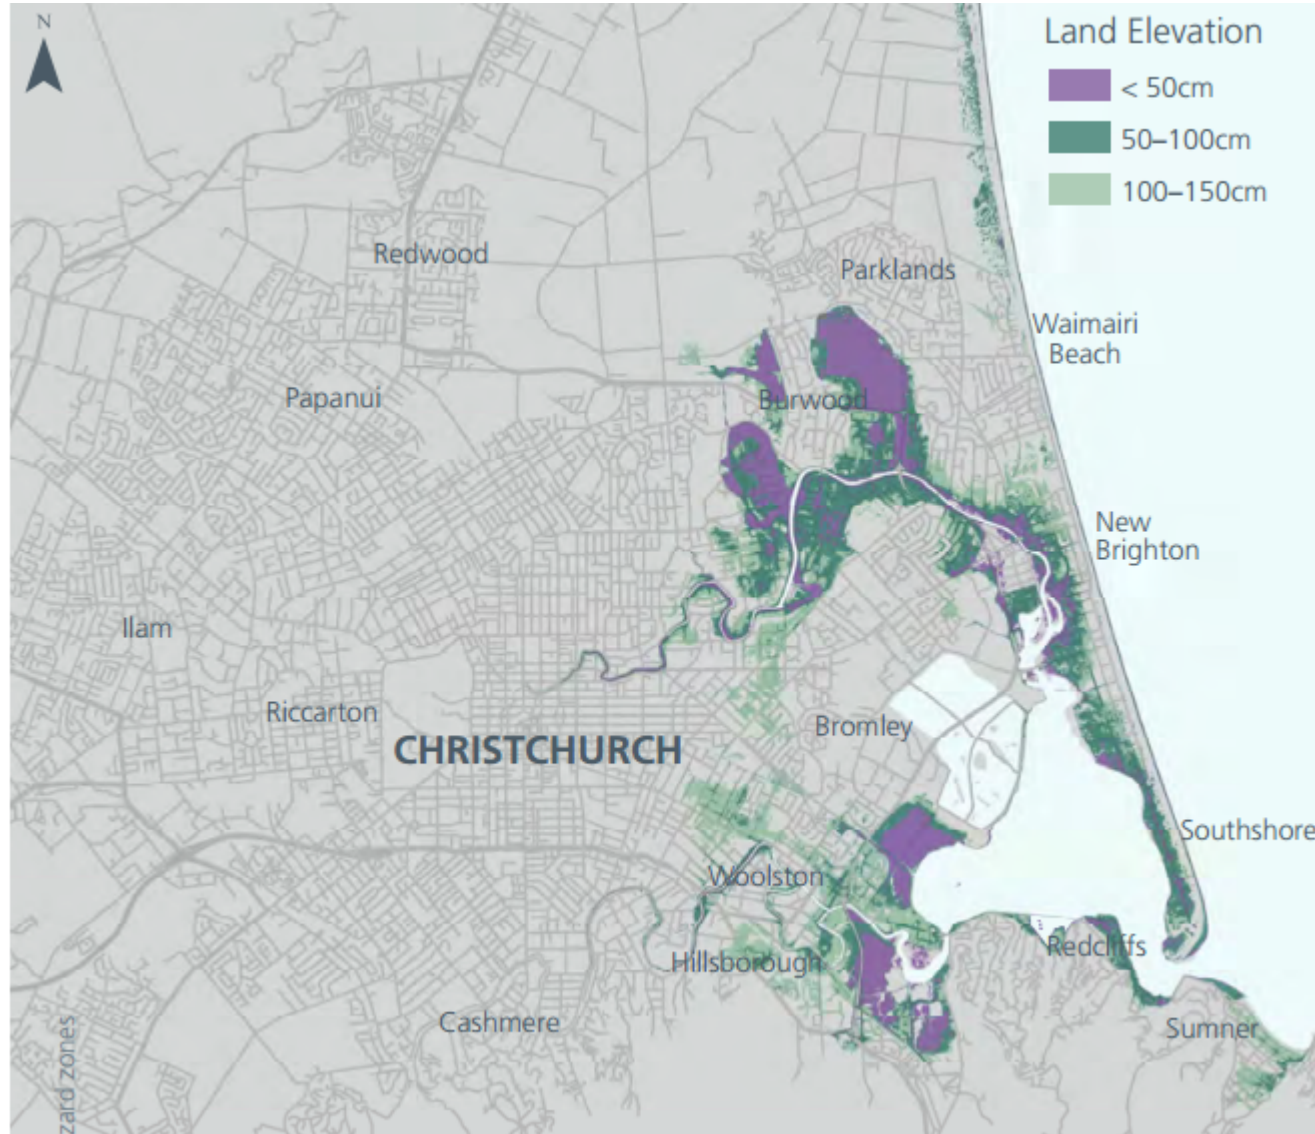 N
Land Elevation
< 50cm
50–100cm
100–150cm
Redwood
Parklands
Waimairi
Beach
Papanui
Burwood
New
Brighton
Ilam
Riccarton
Bromley
CHRISTCHURCH
Southshore
Woolston
Redcliffs
Hillsborough
Cashmere
Sumner
zard zones